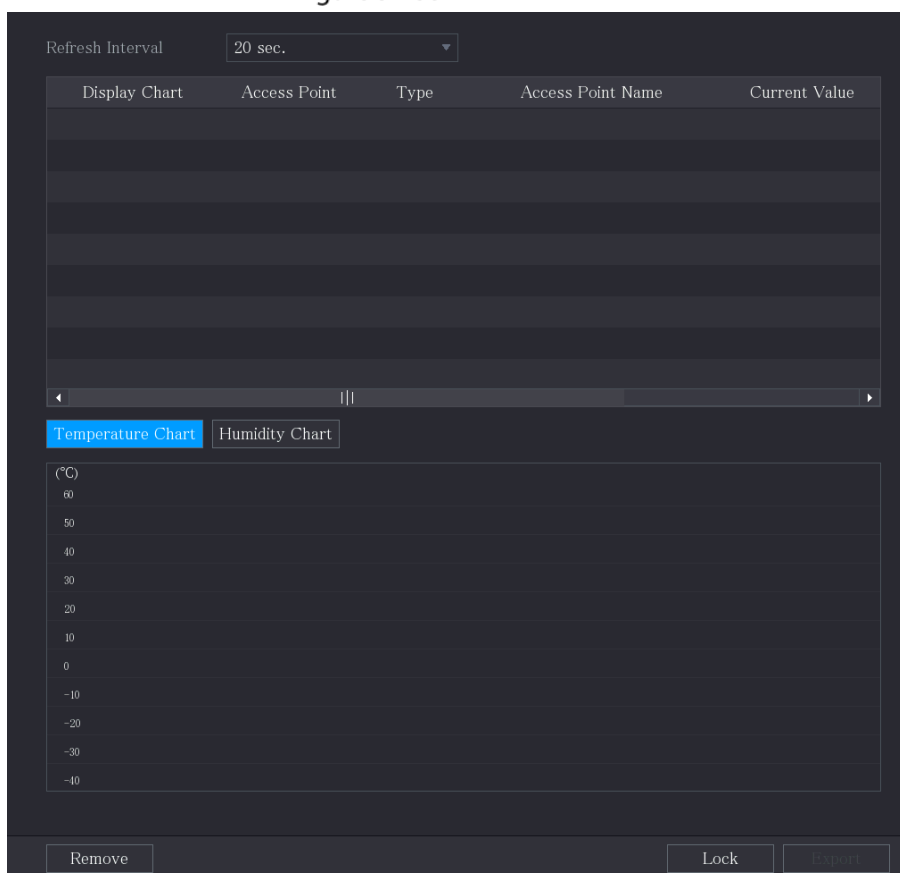 Refresh Interval 20 sec.
Display Chart Access Point Type Access Point Name Current Value
Temperature Chart Humidity Chart
(°C)
60
50
40
30
20
10
0
-10
-20
-30
-40
Remove Lock Export